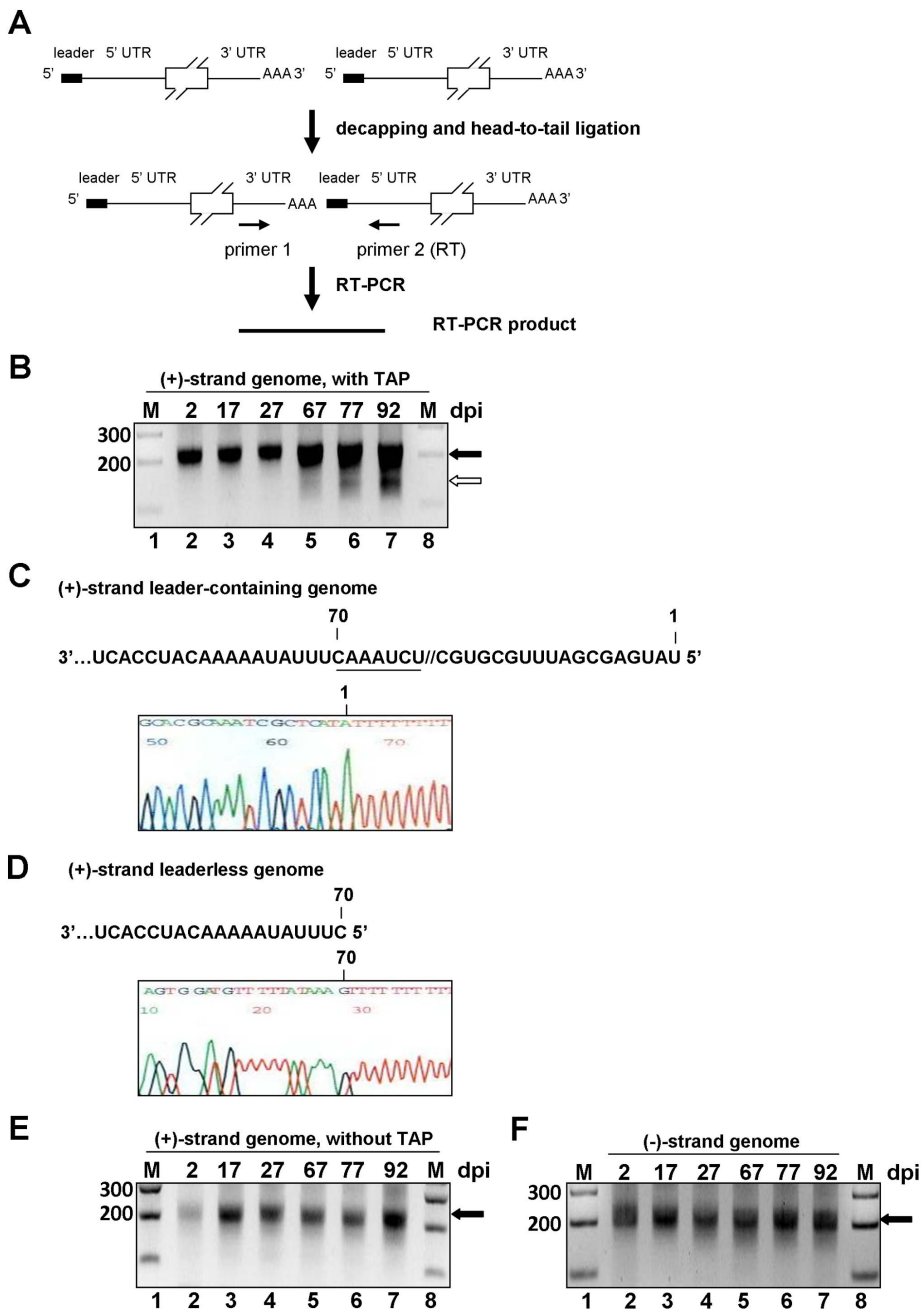 A
leader 5' UTR 3' UTR leader 5' UTR 3' UTR
5' AAA 3' 5' AAA 3'
decapping and head-to-tail ligation
leader 5' UTR 3' UTR leader 5' UTR 3' UTR
5' AAA AAA 3'
primer 1 primer 2 (RT)
RT-PCR
RT-PCR product
B
(+)-strand genome, with TAP
M 2 17 27 67 77 92 M dpi
300
200
1 2 3 4 5 6 7 8
C
(+)-strand leader-containing genome
70 1
3’...UCACCUACAAAAAUAUUUCAAAUCU//CGUGCGUUUAGCGAGUAU 5’
1
GCACGCAAATCGCTCATATTTTTTTTT
50 60 70
D
(+)-strand leaderless genome
70
3’...UCACCUACAAAAAUAUUUC 5’
70
AGTGGATGTTTTTATAAAGTTTTTTTTTT
10 20 30
E
(+)-strand genome, without TAP
M 2 17 27 67 77 92 M dpi
300
200
1 2 3 4 5 6 7 8
F
(-)-strand genome
M 2 17 27 67 77 92 M dpi
300
200
1 2 3 4 5 6 7 8